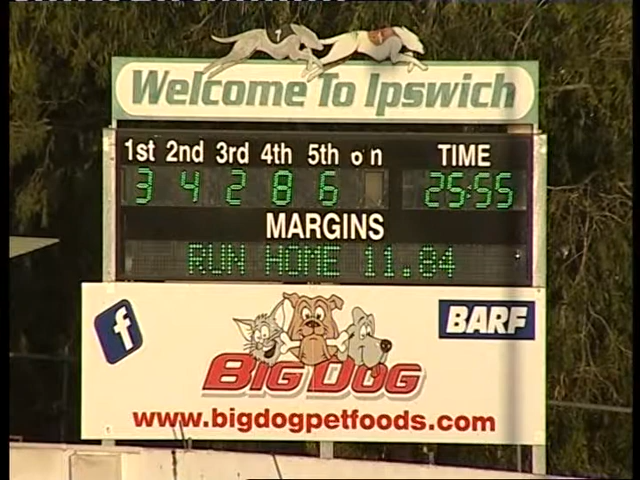 Welcome To Ipswich
1st 2nd 3rd 4th 5th on TIME
3 4 2 8 6 25:55
MARGINS
RUN HOME 11.84
f
BARF
BIG DOG
www.bigdogpetfoods.com